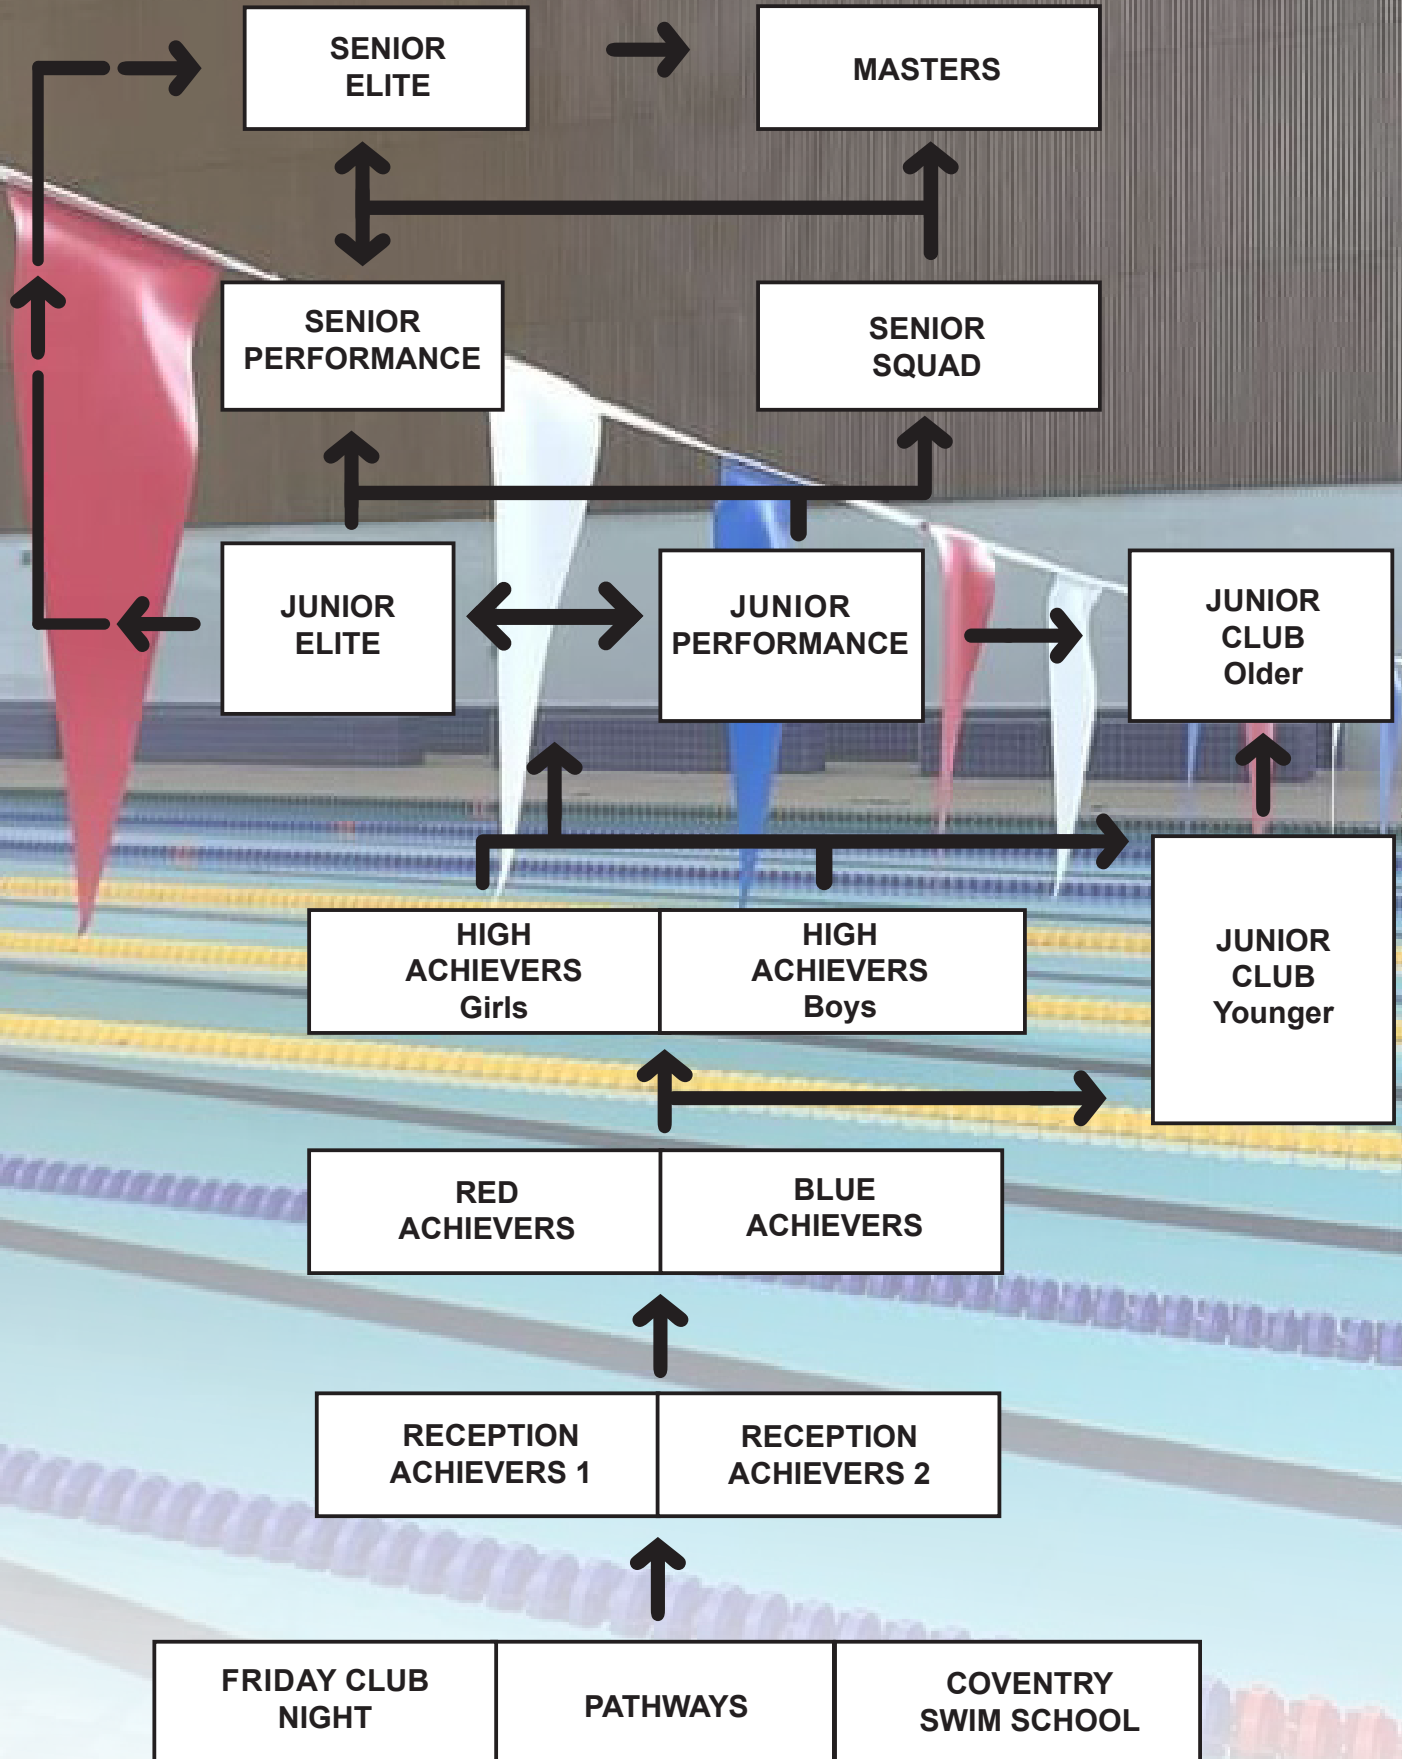 SENIOR
ELITE
MASTERS
SENIOR
PERFORMANCE
SENIOR
SQUAD
JUNIOR
ELITE
JUNIOR
PERFORMANCE
JUNIOR
CLUB
Older
HIGH
ACHIEVERS
Girls
HIGH
ACHIEVERS
Boys
JUNIOR
CLUB
Younger
RED
ACHIEVERS
BLUE
ACHIEVERS
RECEPTION
ACHIEVERS 1
RECEPTION
ACHIEVERS 2
FRIDAY CLUB
NIGHT
PATHWAYS
COVENTRY
SWIM SCHOOL